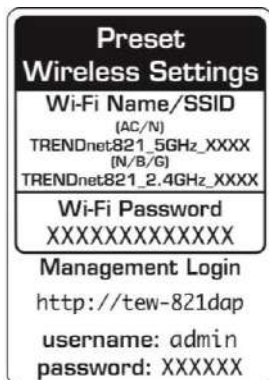 Preset
Wireless Settings
Wi-Fi Name/SSID
(AC/N)
TRENDnet821_5GHz_XXXX
(N/B/G)
TRENDnet821_2.4GHz_XXXX
Wi-Fi Password
XXXXXXXXXXXXX
Management Login
http://tew-821dap
username: admin
password: XXXXXX